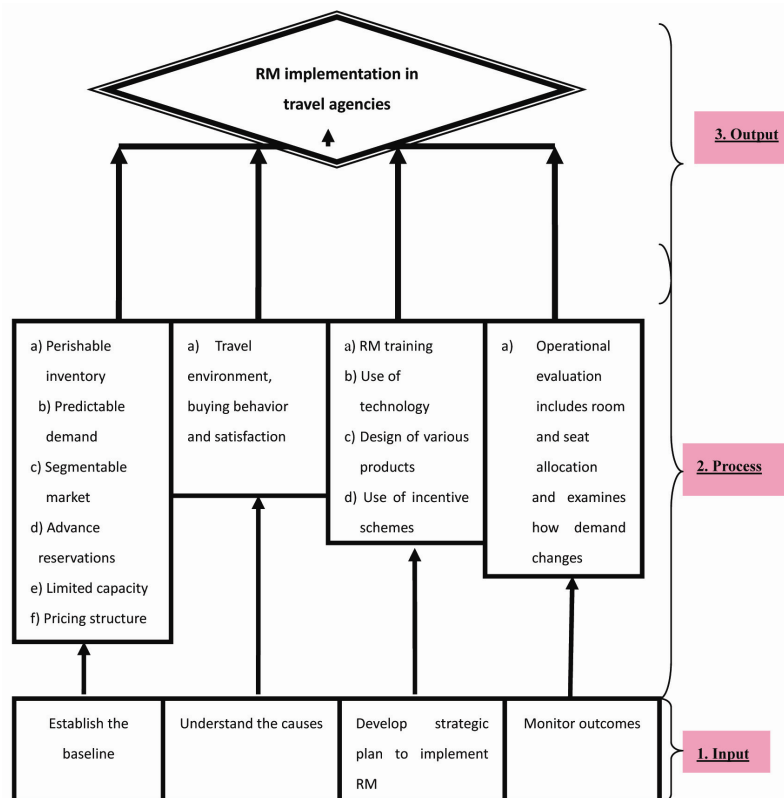 RM implementation in
travel agencies
3. Output
a) Perishable
inventory
b) Predictable
demand
c) Segmentable
market
d) Advance
reservations
e) Limited capacity
f) Pricing structure
a) Travel
environment,
buying behavior
and satisfaction
a) RM training
b) Use of
technology
c) Design of various
products
d) Use of incentive
schemes
a) Operational
evaluation
includes room
and seat
allocation
and examines
how demand
changes
2. Process
Establish the
baseline
Understand the causes
Develop strategic
plan to implement
RM
Monitor outcomes
1. Input